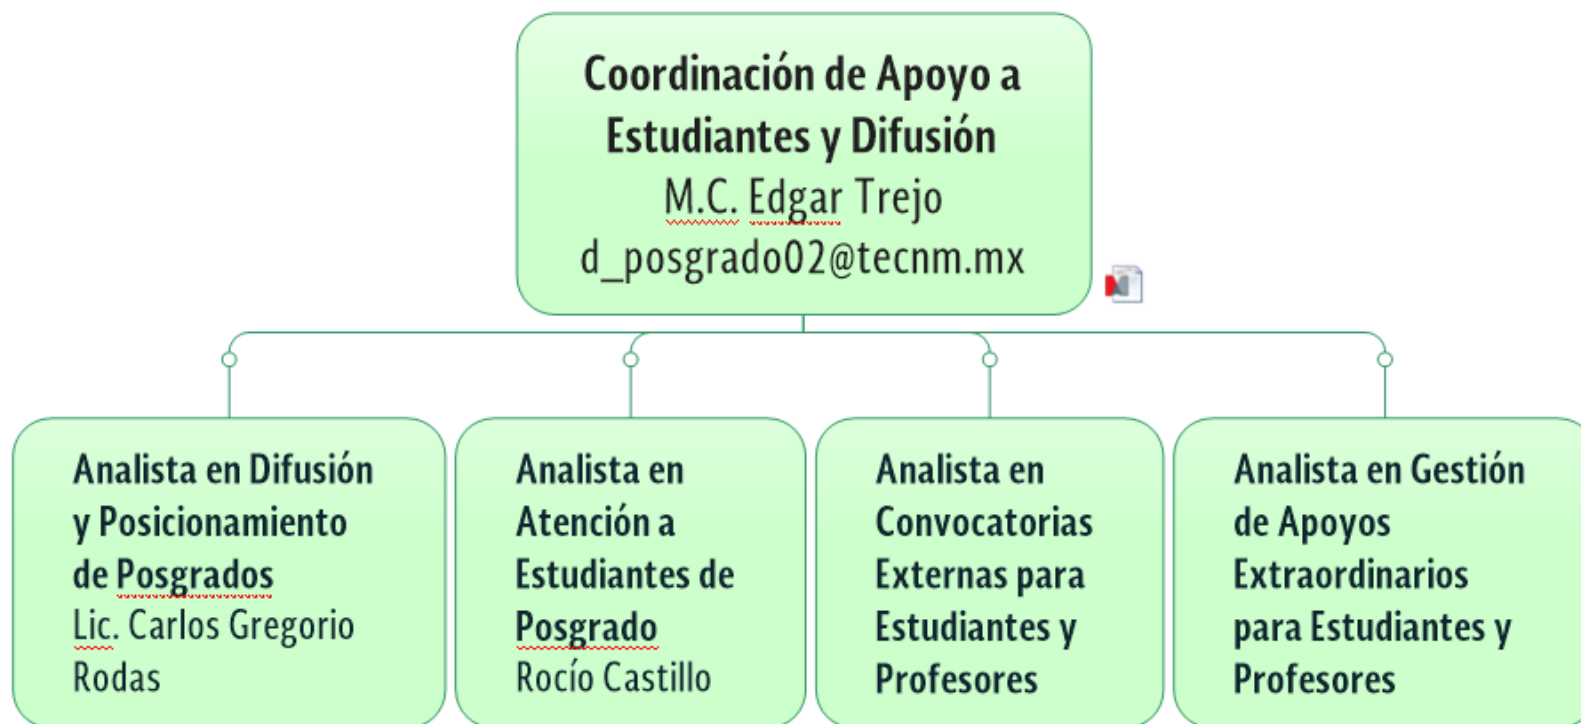 Coordinación de Apoyo a
Estudiantes y Difusión
M.C. Edgar Trejo
d_posgrado02@tecnm.mx
Analista en Difusión
y Posicionamiento
de Posgrados
Lic. Carlos Gregorio
Rodas
Analista en
Atención a
Estudiantes de
Posgrado
Rocío Castillo
Analista en
Convocatorias
Externas para
Estudiantes y
Profesores
Analista en Gestión
de Apoyos
Extraordinarios
para Estudiantes y
Profesores